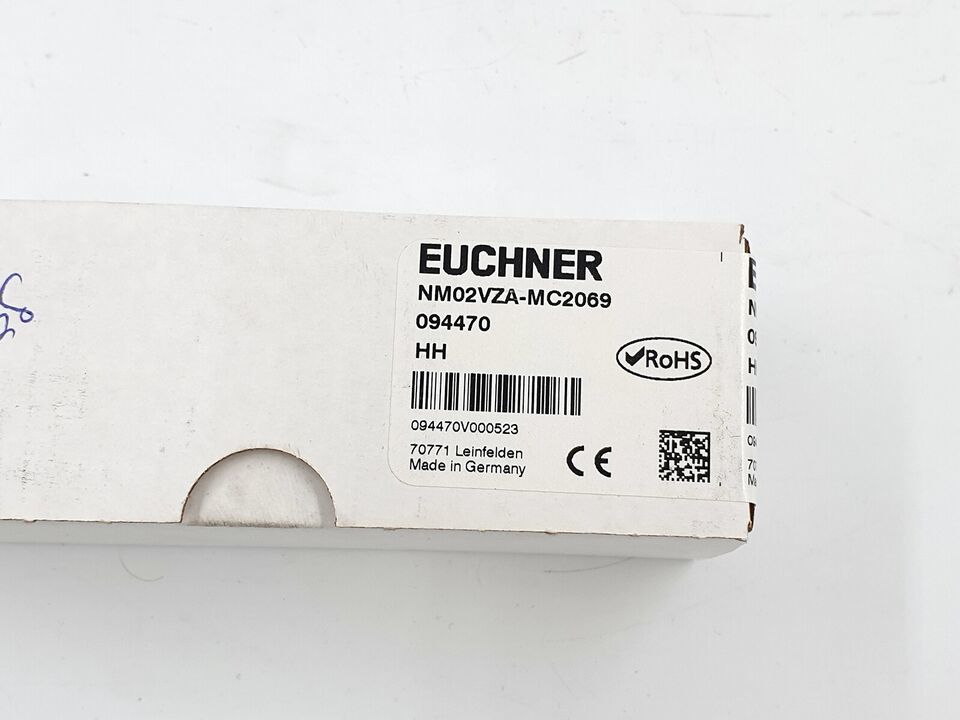 EUCHNER
NM02VZA-MC2069
094470
HH
RoHS
094470V000523
70771 Leinfelden
Made in Germany
CE